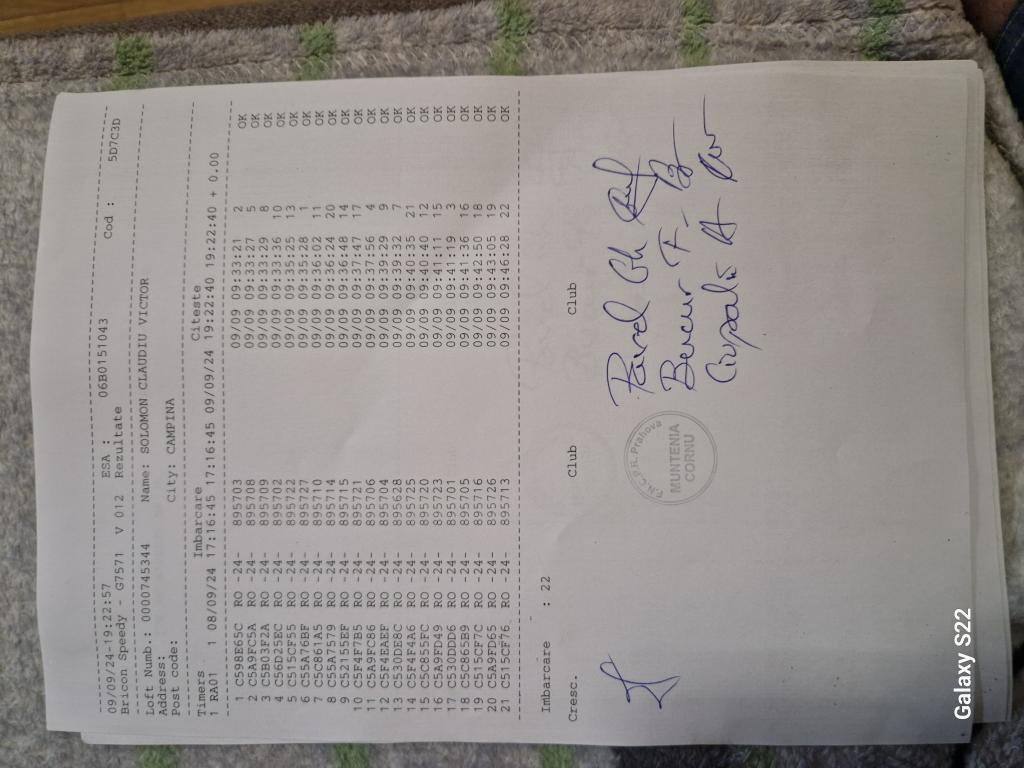 09/09/24-19:22:57 ESA : 06B0151043 Cod : 5D7C3D
Bricon Speedy - G7571 V 012 Rezultate
Loft Numb.: 0000745344 Name: SOLOMON CLAUDIU VICTOR
Address:
Post code: City: CAMPINA
Timers Imbarcare Citeste
1 RA01 1 08/09/24 17:16:45 17:16:45 09/09/24 19:22:40 19:22:40 + 0.00
1 C598E65C RO -24- 895703 09/09 09:33:21 2 OK
2 C5A9FC5A RO -24- 895708 09/09 09:33:27 5 OK
3 C5B03F2A RO -24- 895709 09/09 09:33:29 8 OK
4 C56D25EC RO -24- 895702 09/09 09:33:36 10 OK
5 C515CF55 RO -24- 895722 09/09 09:35:25 13 OK
6 C55A76BF RO -24- 895727 09/09 09:35:28 1 OK
7 C5C861A5 RO -24- 895710 09/09 09:36:02 11 OK
8 C55A7579 RO -24- 895714 09/09 09:36:24 20 OK
9 C52155EF RO -24- 895715 09/09 09:36:48 14 OK
10 C5F4F7B5 RO -24- 895721 09/09 09:37:47 17 OK
11 C5A9FC86 RO -24- 895706 09/09 09:37:56 4 OK
12 C5F4EAEF RO -24- 895704 09/09 09:39:29 9 OK
13 C530DE8C RO -24- 895628 09/09 09:39:32 7 OK
14 C5F4F4A6 RO -24- 895725 09/09 09:40:35 21 OK
15 C5C855FC RO -24- 895720 09/09 09:40:40 12 OK
16 C5A9FD49 RO -24- 895723 09/09 09:41:11 15 OK
17 C530DDD6 RO -24- 895701 09/09 09:41:19 3 OK
18 C5C865B9 RO -24- 895705 09/09 09:41:36 16 OK
19 C515CF7C RO -24- 895716 09/09 09:42:50 18 OK
20 C5A9FD65 RO -24- 895726 09/09 09:43:05 19 OK
21 C515CF76 RO -24- 895713 09/09 09:46:28 22 OK
Imbarcare : 22
Cresc. Club Club
F.N.C.P.R. Prahova
MUNTENIA
CORNU
Gh
F.
Galaxy S22